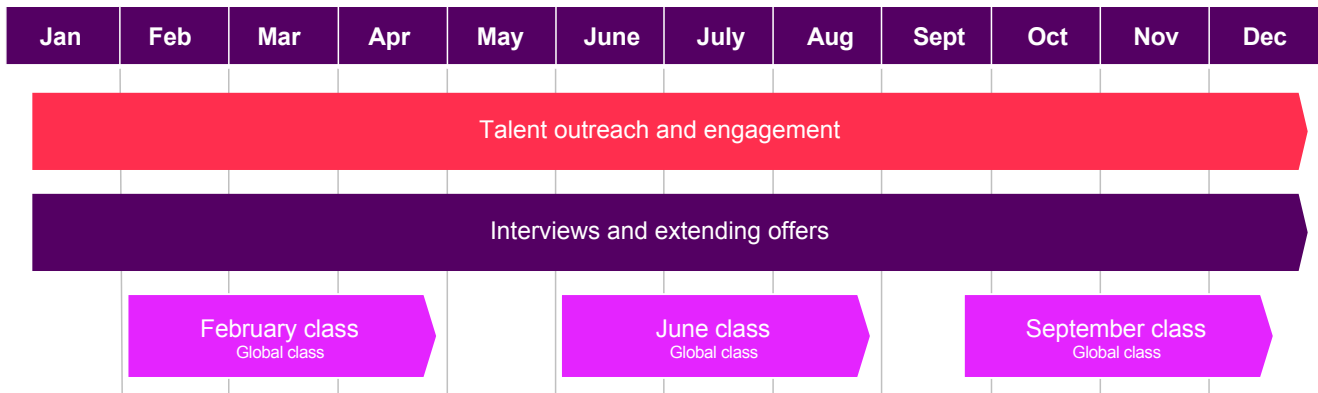 Jan Feb Mar Apr May June July Aug Sept Oct Nov Dec
Talent outreach and engagement
Interviews and extending offers
February class
Global class
June class
Global class
September class
Global class